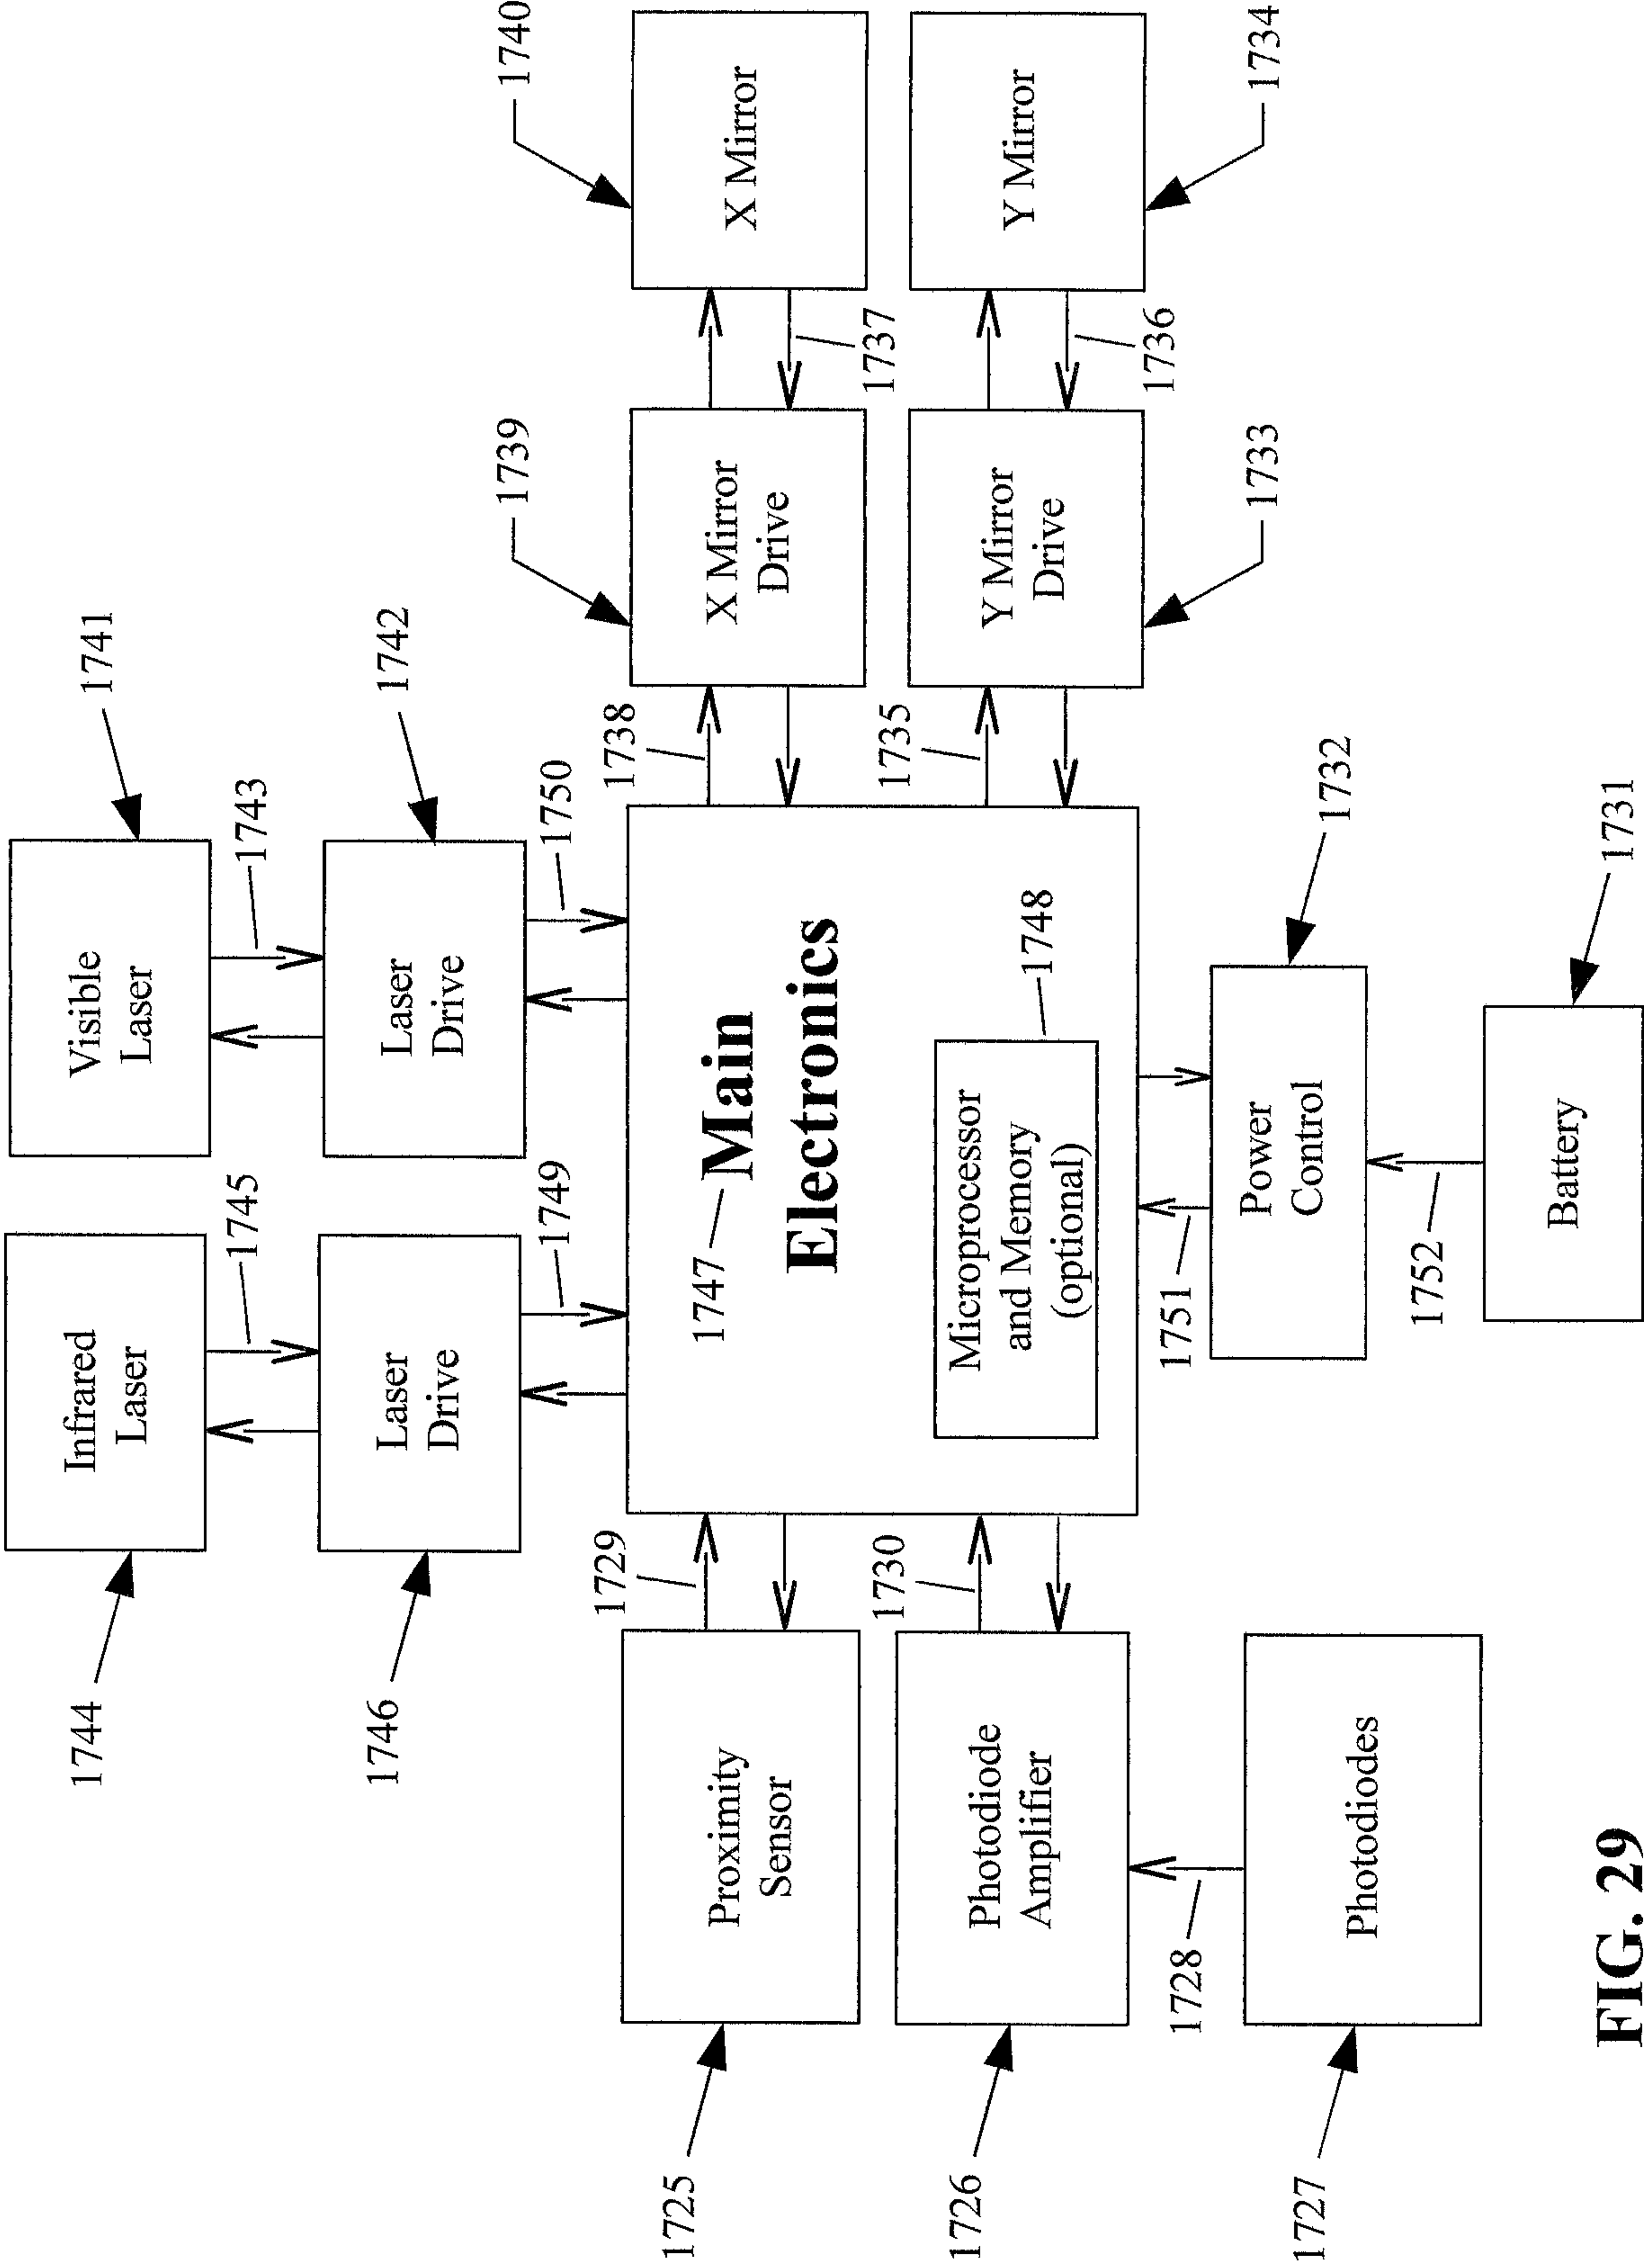 1744
Infrared
Laser
1745
Visible
Laser
1741
1743
1746
Laser
Drive
1749
Laser
Drive
1742
1750
1725
Proximity
Sensor
1729
1747
Main
Electronics
1738
X Mirror
Drive
1739
1737
X Mirror
1740
1726
Photodiode
Amplifier
1730
Microprocessor
and Memory
(optional)
1748
1735
Y Mirror
Drive
1733
1736
Y Mirror
1734
1728
1727
Photodiodes
1751
Power
Control
1732
1752
Battery
1731
FIG. 29